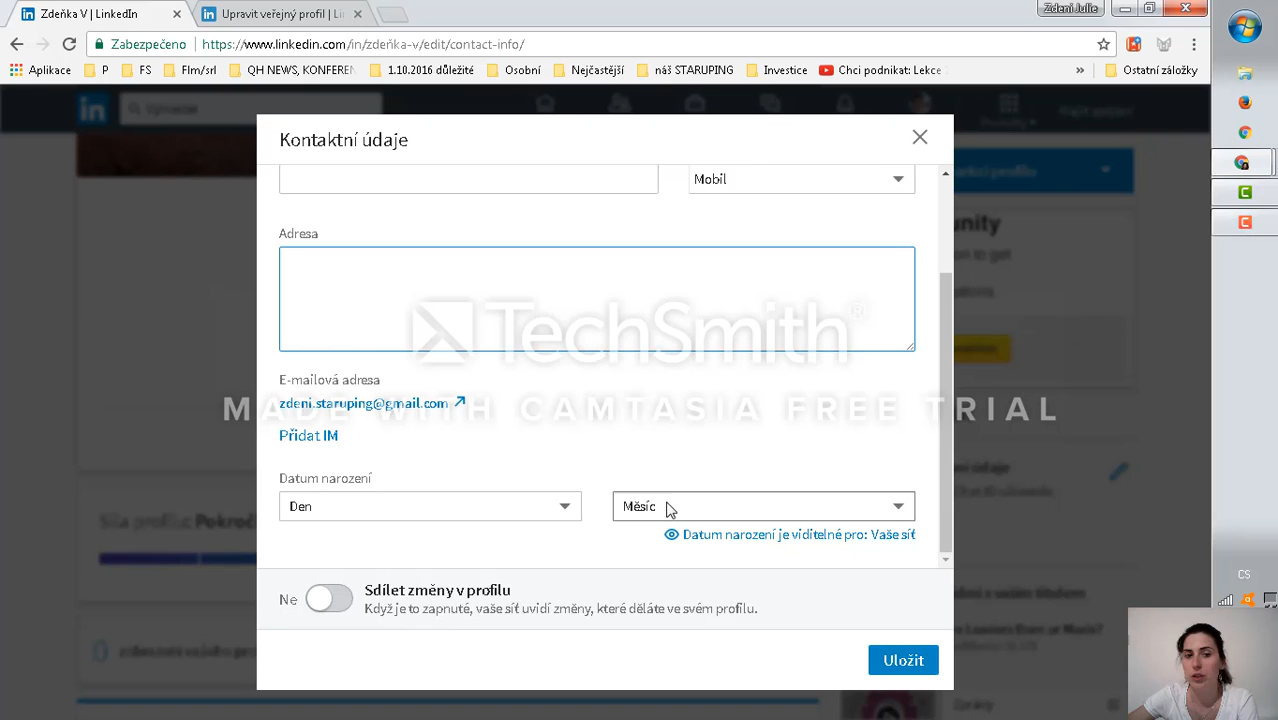 Zdeňka V | LinkedIn
Upravit veřejný profil | Li
Zdeni Julie
Zabezpečeno
https://www.linkedin.com/in/zdeňka-v/edit/contact-info/
Aplikace
P
FS
Flm/srl
QH NEWS, KONFEREN
1.10.2016 důležité
Osobní
Nejčastější
náš STARUPING
Investice
Chci podnikat: Lekce
»
Ostatní záložky
in
Kontaktní údaje
Mobil
Adresa
TechSmith®
E-mailová adresa
zdeni.staruping@gmail.com
MADE WITH CAMTASIA FREE TRIAL
Přidat IM
Datum narození
Den
Měsíc
Datum narození je viditelné pro: Vaše síť
Ne
Sdílet změny v profilu
Když je to zapnuté, vaše síť uvidí změny, které děláte ve svém profilu.
Uložit
CS